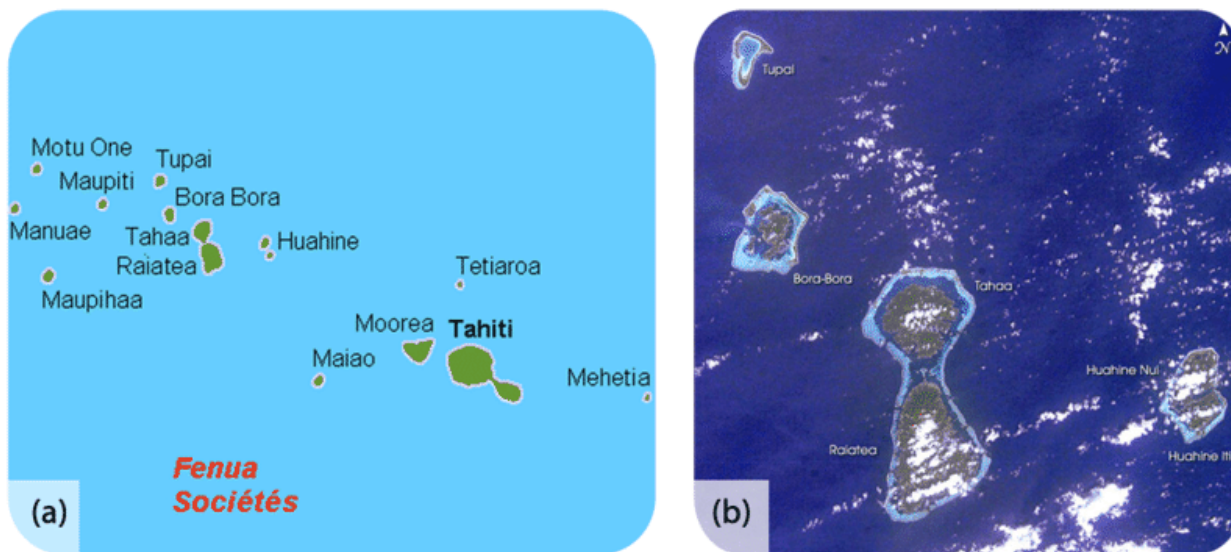 Motu One
Tupai
Maupiti
Bora Bora
Manuae
Tahaa
Huahine
Raiatea
Maupihaa
Tetiaroa
Moorea
Tahiti
Maiao
Mehetia
Fenua
Sociétés
(a)
N
Tupai
Bora-Bora
Tahaa
Huahine Nui
Raiatea
Huahine Iti
(b)